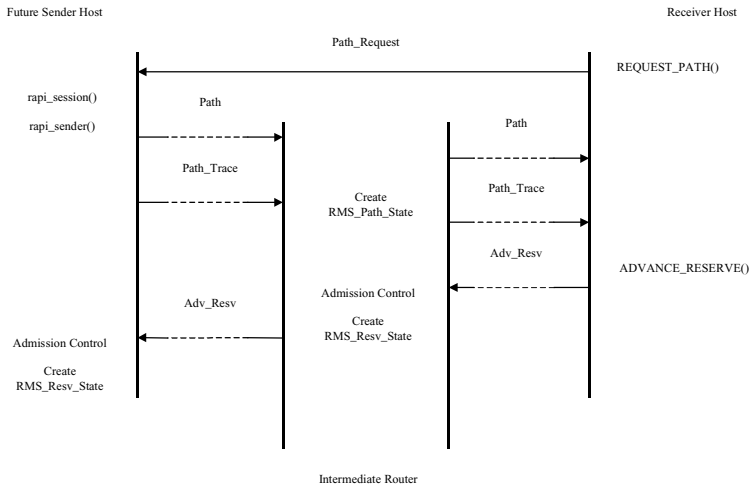 Future Sender Host
Receiver Host
Path_Request
REQUEST_PATH()
rapi_session()
Path
rapi_sender()
Path
Path_Trace
Path_Trace
Create
RMS_Path_State
Adv_Resv
ADVANCE_RESERVE()
Admission Control
Adv_Resv
Create
RMS_Resv_State
Admission Control
Create
RMS_Resv_State
Intermediate Router